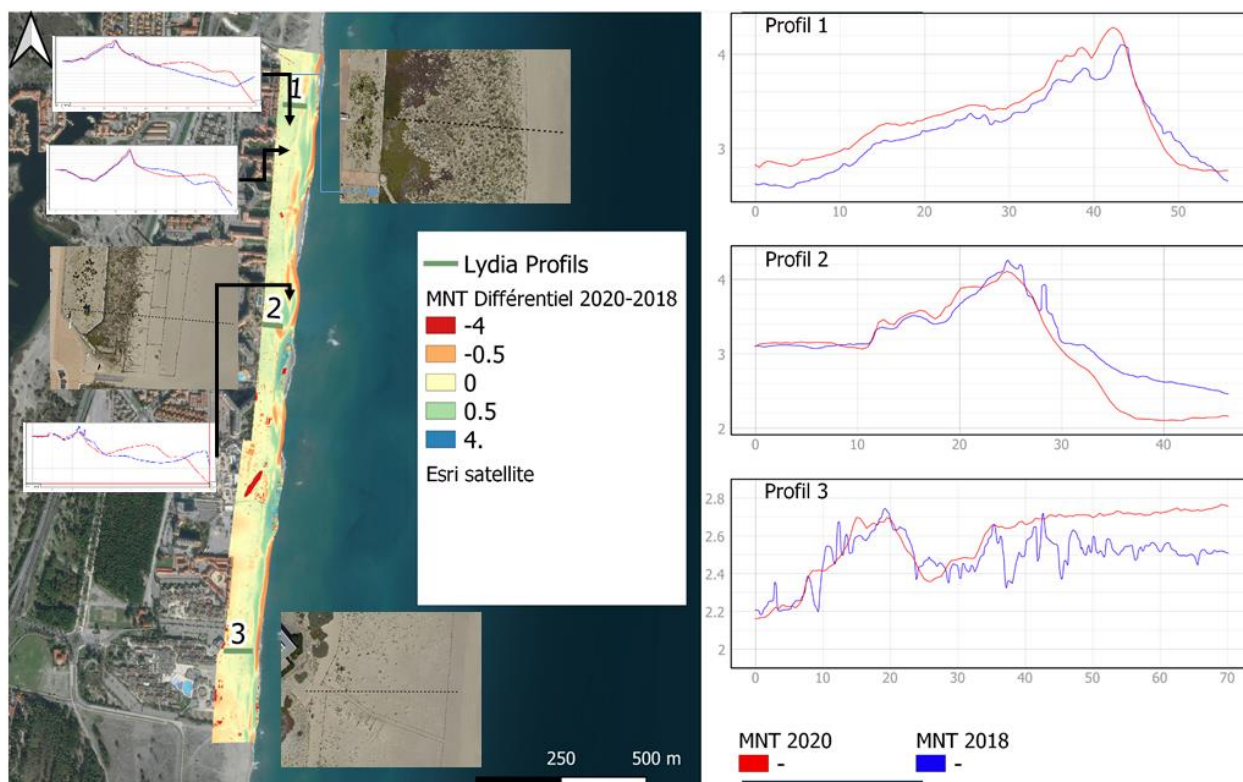 1
2
3
Lydia Profils
MNT Différentiel 2020-2018
-4
-0.5
0
0.5
4.
Esri satellite
250 500 m
Profil 1
4
3
0 10 20 30 40 50
Profil 2
4
3
2
0 10 20 30 40
Profil 3
2.8
2.6
2.4
2.2
2
0 10 20 30 40 50 60 70
MNT 2020 MNT 2018
- -